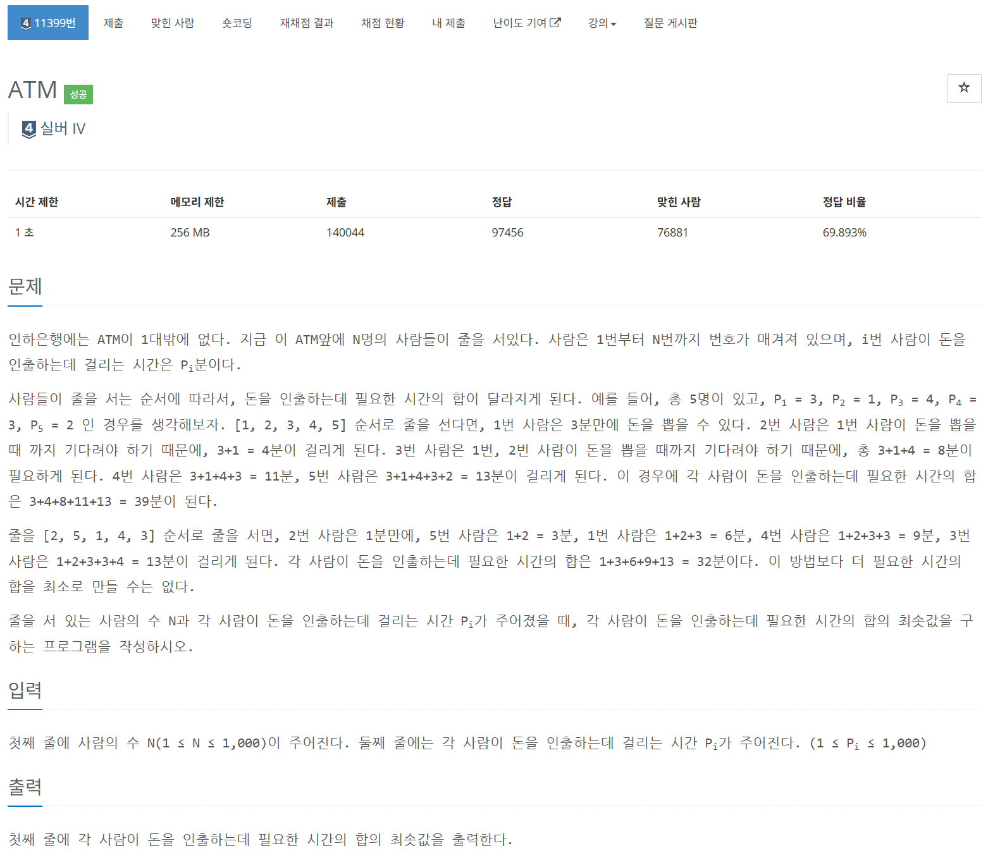 4 11399번 제출 맞힌 사람 숏코딩 재채점 결과 채점 현황 내 제출 난이도 기여 강의 질문 게시판
ATM 성공
4 실버 IV
시간 제한 메모리 제한 제출 정답 맞힌 사람 정답 비율
1 초 256 MB 140044 97456 76881 69.893%
문제
인하은행에는 ATM이 1대밖에 없다. 지금 이 ATM앞에 N명의 사람들이 줄을 서있다. 사람은 1번부터 N번까지 번호가 매겨져 있으며, i번 사람이 돈을
인출하는데 걸리는 시간은 Pi분이다.
사람들이 줄을 서는 순서에 따라서, 돈을 인출하는데 필요한 시간의 합이 달라지게 된다. 예를 들어, 총 5명이 있고, P1 = 3, P2 = 1, P3 = 4, P4 =
3, P5 = 2 인 경우를 생각해보자. [1, 2, 3, 4, 5] 순서로 줄을 선다면, 1번 사람은 3분만에 돈을 뽑을 수 있다. 2번 사람은 1번 사람이 돈을 뽑을
때 까지 기다려야 하기 때문에, 3+1 = 4분이 걸리게 된다. 3번 사람은 1번, 2번 사람이 돈을 뽑을 때까지 기다려야 하기 때문에, 총 3+1+4 = 8분이
필요하게 된다. 4번 사람은 3+1+4+3 = 11분, 5번 사람은 3+1+4+3+2 = 13분이 걸리게 된다. 이 경우에 각 사람이 돈을 인출하는데 필요한 시간의 합
은 3+4+8+11+13 = 39분이 된다.
줄을 [2, 5, 1, 4, 3] 순서로 줄을 서면, 2번 사람은 1분만에, 5번 사람은 1+2 = 3분, 1번 사람은 1+2+3 = 6분, 4번 사람은 1+2+3+3 = 9분, 3번
사람은 1+2+3+3+4 = 13분이 걸리게 된다. 각 사람이 돈을 인출하는데 필요한 시간의 합은 1+3+6+9+13 = 32분이다. 이 방법보다 더 필요한 시간의
합을 최소로 만들 수는 없다.
줄을 서 있는 사람의 수 N과 각 사람이 돈을 인출하는데 걸리는 시간 Pi가 주어졌을 때, 각 사람이 돈을 인출하는데 필요한 시간의 합의 최솟값을 구
하는 프로그램을 작성하시오.
입력
첫째 줄에 사람의 수 N(1 ≤ N ≤ 1,000)이 주어진다. 둘째 줄에는 각 사람이 돈을 인출하는데 걸리는 시간 Pi가 주어진다. (1 ≤ Pi ≤ 1,000)
출력
첫째 줄에 각 사람이 돈을 인출하는데 필요한 시간의 합의 최솟값을 출력한다.